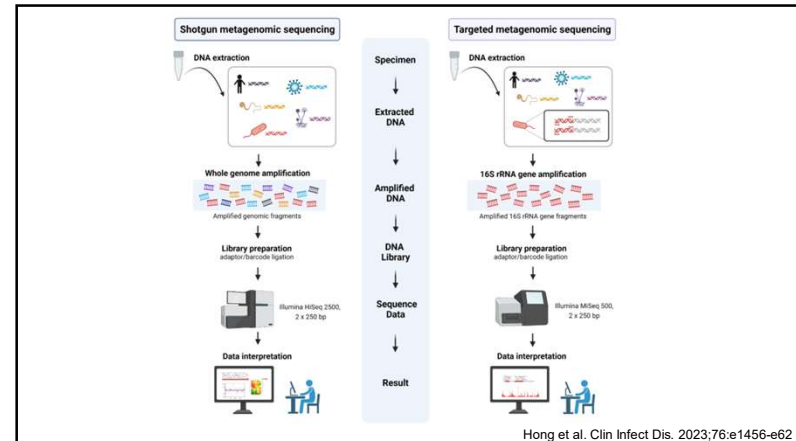 Shotgun metagenomic sequencing
DNA extraction
Whole genome amplification
Amplified genomic fragments
Library preparation
adaptor/barcode ligation
Illumina HiSeq 2500,
2 x 250 bp
Data interpretation
Specimen
Extracted
DNA
Amplified
DNA
DNA
Library
Sequence
Data
Result
Targeted metagenomic sequencing
DNA extraction
16S rRNA gene amplification
Amplified 16S rRNA gene fragments
Library preparation
adaptor/barcode ligation
Illumina MiSeq 500,
2 x 250 bp
Data interpretation
Hong et al. Clin Infect Dis. 2023;76:e1456-e62